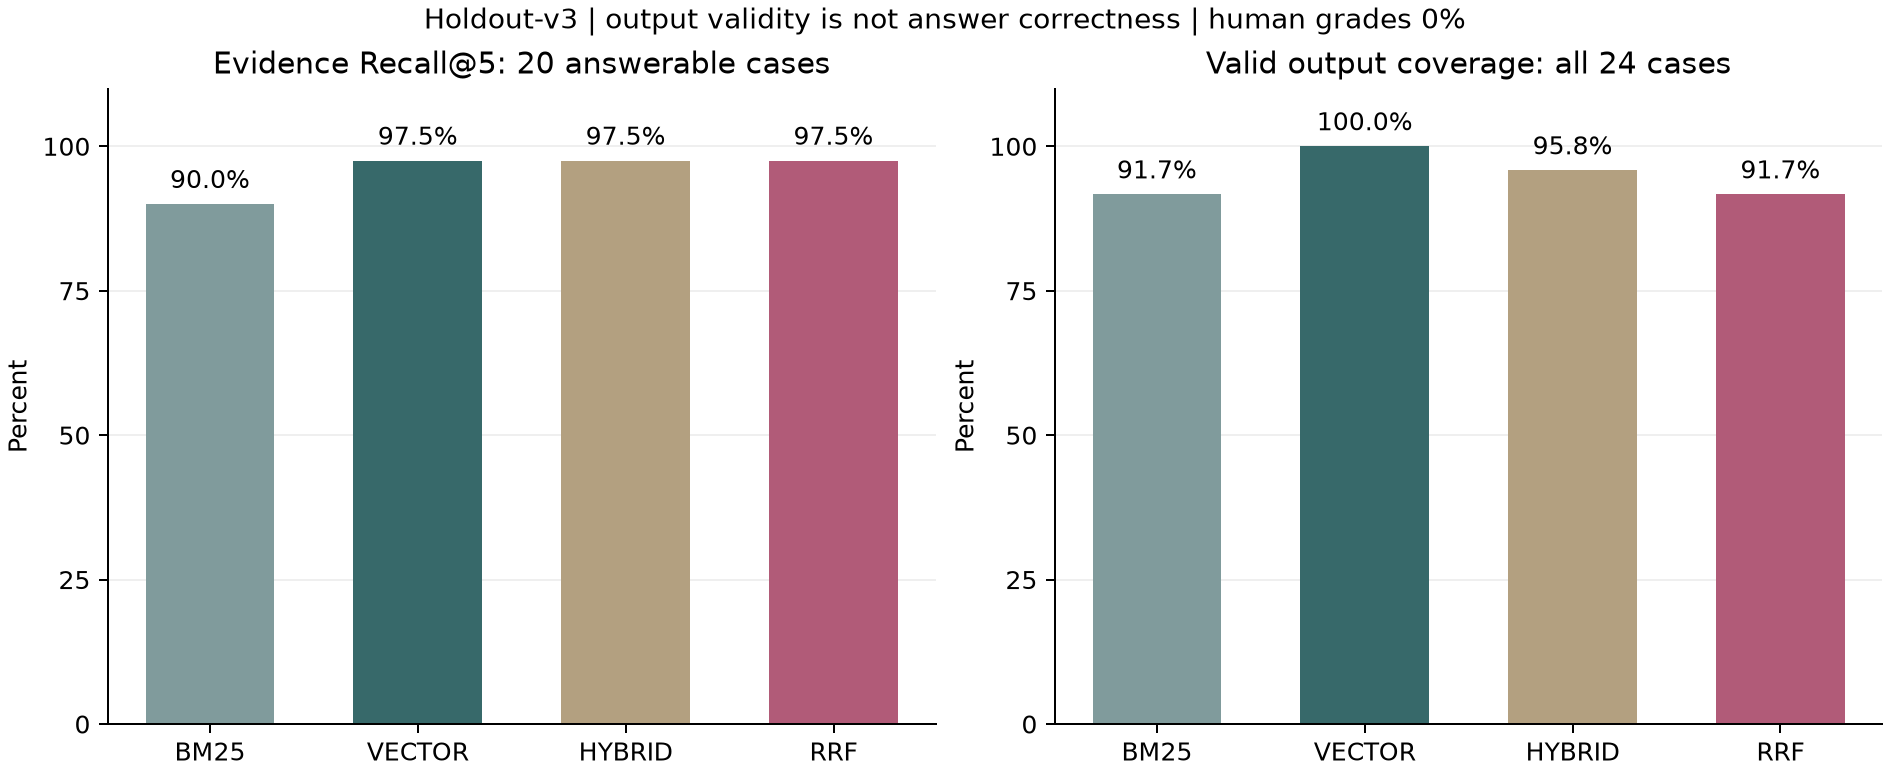 Holdout-v3 | output validity is not answer correctness | human grades 0%
Evidence Recall@5: 20 answerable cases
Percent
100
75
50
25
0
90.0%
97.5%
97.5%
97.5%
BM25
VECTOR
HYBRID
RRF
Valid output coverage: all 24 cases
Percent
100
75
50
25
0
91.7%
100.0%
95.8%
91.7%
BM25
VECTOR
HYBRID
RRF